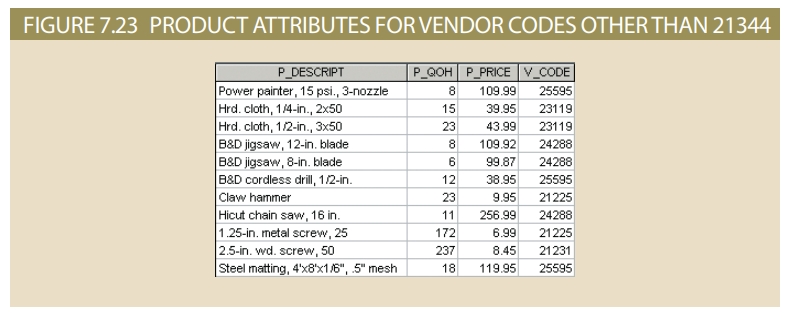 FIGURE 7.23 PRODUCT ATTRIBUTES FOR VENDOR CODES OTHER THAN 21344
P_DESCRIPT P_QOH P_PRICE V_CODE
Power painter, 15 psi., 3-nozzle 8 109.99 25595
Hrd. cloth, 1/4-in., 2x50 15 39.95 23119
Hrd. cloth, 1/2-in., 3x50 23 43.99 23119
B&D jigsaw, 12-in. blade 8 109.92 24288
B&D jigsaw, 8-in. blade 6 99.87 24288
B&D cordless drill, 1/2-in. 12 38.95 25595
Claw hammer 23 9.95 21225
Hicut chain saw, 16 in. 11 256.99 24288
1.25-in. metal screw, 25 172 6.99 21225
2.5-in. wd. screw, 50 237 8.45 21231
Steel matting, 4'x8'x1/6", .5" mesh 18 119.95 25595